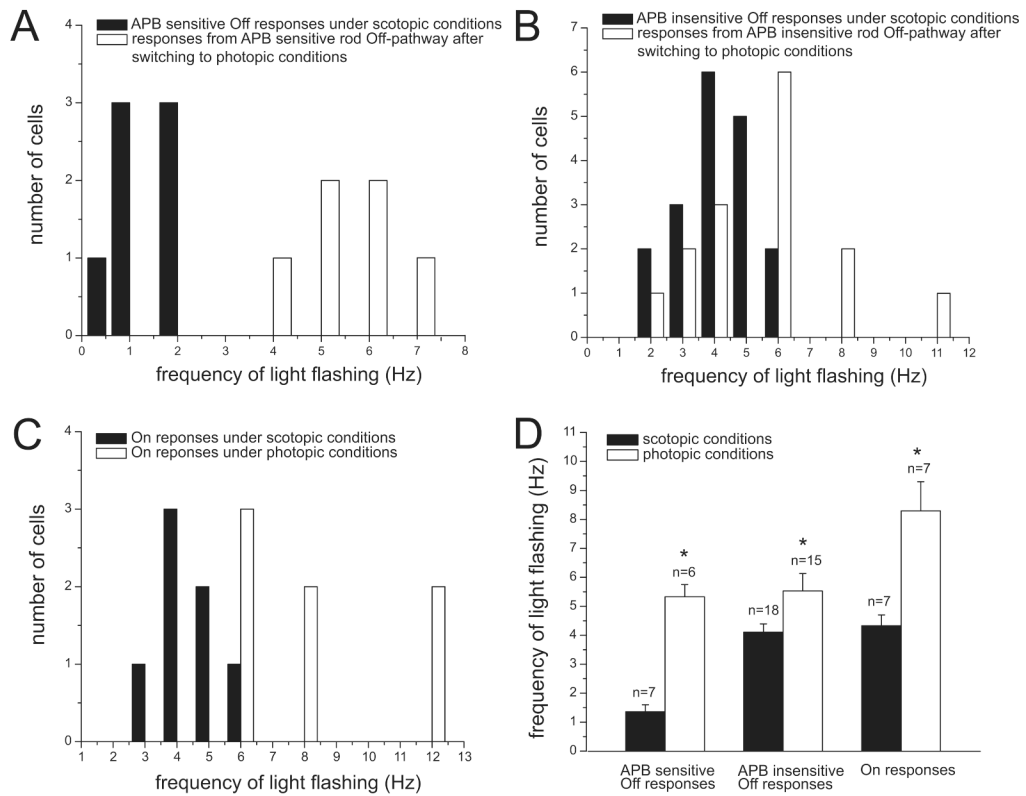 A
APB sensitive Off responses under scotopic conditions
responses from APB sensitive rod Off-pathway after
switching to photopic conditions
number of cells
4
3
2
1
0
0 1 2 3 4 5 6 7 8
frequency of light flashing (Hz)
B
APB insensitive Off responses under scotopic conditions
responses from APB insensitive rod Off-pathway after
switching to photopic conditions
number of cells
7
6
5
4
3
2
1
0
0 1 2 3 4 5 6 7 8 9 10 11 12
frequency of light flashing (Hz)
C
On reponses under scotopic conditions
On reponses under photopic conditions
number of cells
4
3
2
1
0
1 2 3 4 5 6 7 8 9 10 11 12 13
frequency of light flashing (Hz)
D
scotopic conditions
photopic conditions
frequency of light flashing (Hz)
11
10
9
8
7
6
5
4
3
2
1
0
n=7
*
n=6
n=18
*
n=15
n=7
*
n=7
APB sensitive
Off responses
APB insensitive
Off responses
On responses